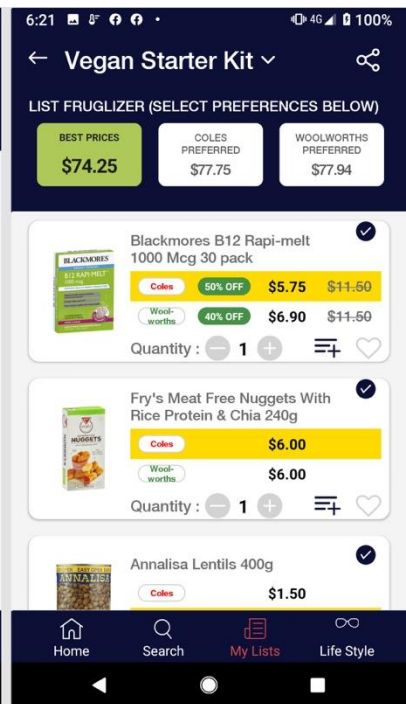 6:21 4G 100%
Vegan Starter Kit
LIST FRUGLIZER (SELECT PREFERENCES BELOW)
BEST PRICES
$74.25
COLES
PREFERRED
$77.75
WOOLWORTHS
PREFERRED
$77.94
Blackmores B12 Rapi-melt
1000 Mcg 30 pack
BLACKMORES
B12 RAPI-MELT
Coles 50% OFF $5.75 $11.50
Wool-
worths 40% OFF $6.90 $11.50
Quantity : 1
Fry's Meat Free Nuggets With
Rice Protein & Chia 240g
NUGGETS
Coles $6.00
Wool-
worths $6.00
Quantity : 1
Annalisa Lentils 400g
ANNALISA
Coles $1.50
Home Search My Lists Life Style